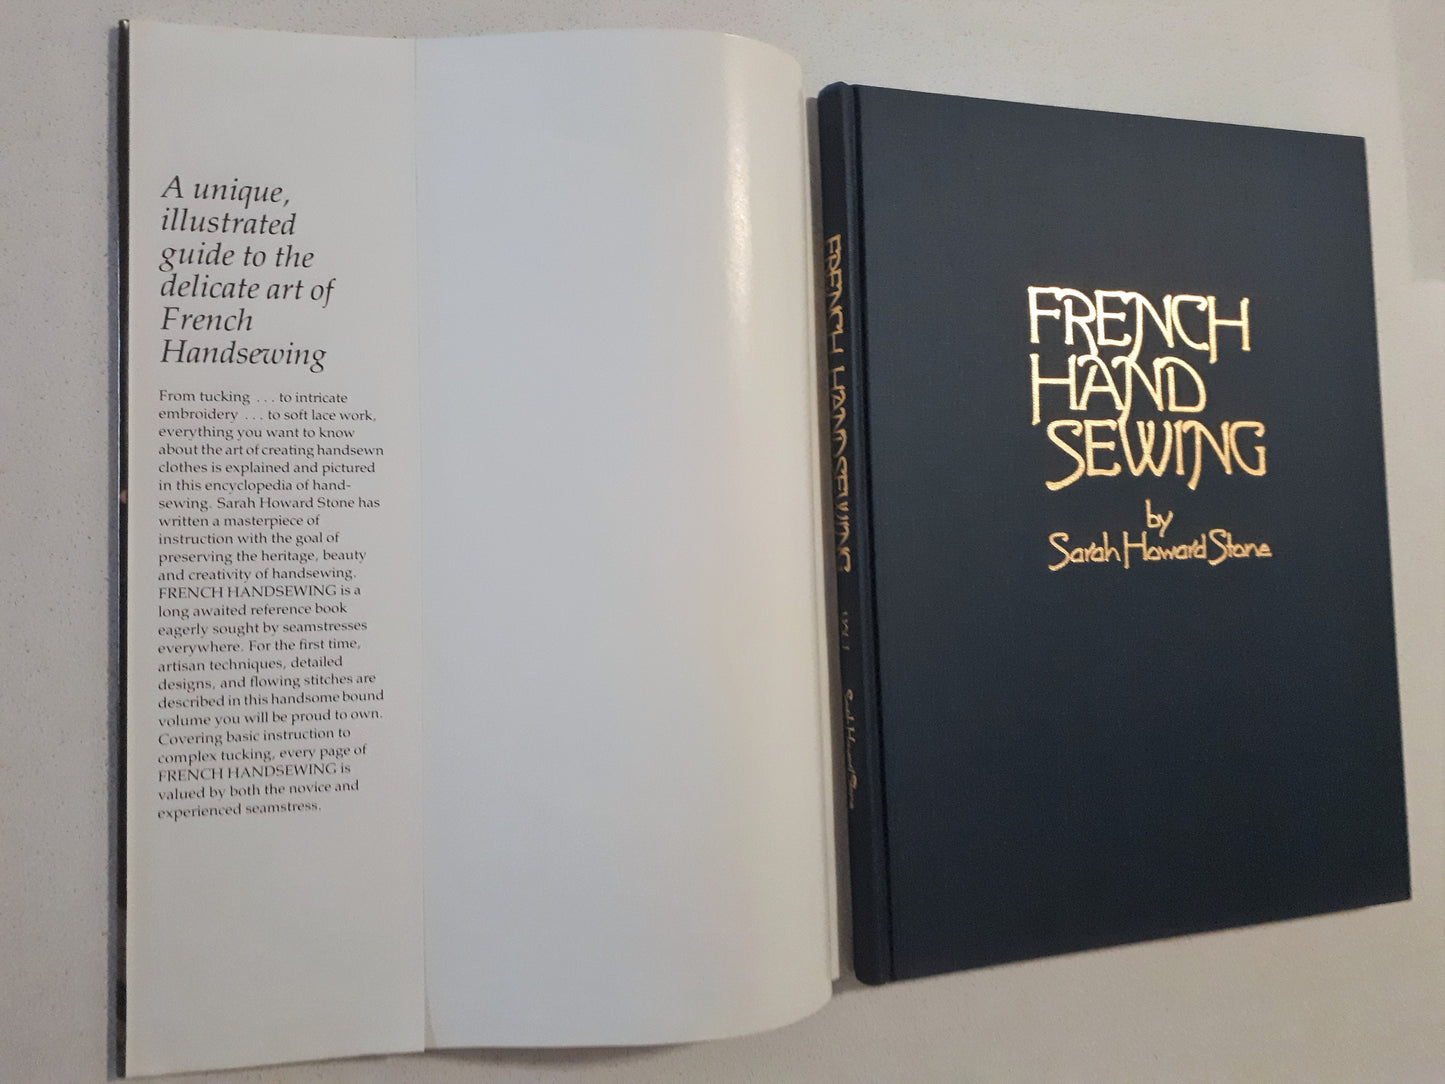 A unique,
illustrated
guide to the
delicate art of
French
Handsewing
From tucking . . . to intricate
embroidery . . . to soft lace work,
everything you want to know
about the art of creating handsewn
clothes is explained and pictured
in this encyclopedia of hand-
sewing. Sarah Howard Stone has
written a masterpiece of
instruction with the goal of
preserving the heritage, beauty
and creativity of handsewing.
FRENCH HANDSEWING is a
long awaited reference book
eagerly sought by seamstresses
everywhere. For the first time,
artisan techniques, detailed
designs, and flowing stitches are
described in this handsome bound
volume you will be proud to own.
Covering basic instruction to
complex tucking, every page of
FRENCH HANDSEWING is
valued by both the novice and
experienced seamstress.
FRENCH HANDSEWING VOL. 1 Sarah Howard Stone
FRENCH
HAND
SEWING
by
Sarah Howard Stone